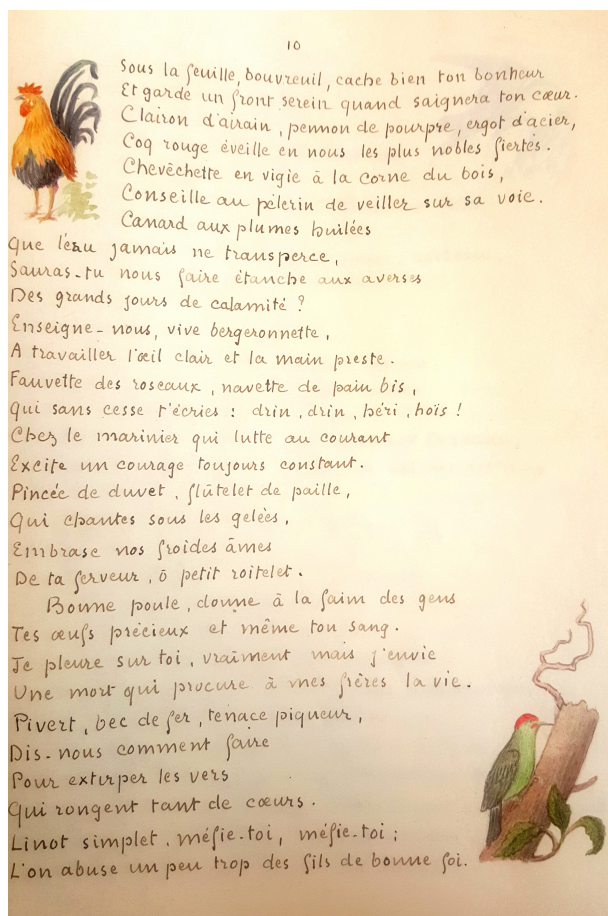 10
Sous la feuille, bouvreuil, cache bien ton bonheur
Et garde un front serein quand saignera ton cœur.
Clairon d'airain, pennon de pourpre, ergot d'acier,
Coq rouge éveille en nous les plus nobles fiertés.
Chevêchette en vigie à la corne du bois,
Conseille au pèlerin de veiller sur sa voie.
Canard aux plumes huilées
Que l'eau jamais ne transperce,
Sauras-tu nous faire étanche aux averses
Des grands jours de calamité ?
Enseigne-nous, vive bergeronnette,
A travailler l'œil clair et la main preste.
Fauvette des roseaux, navette de pain bis,
Qui sans cesse t'écries : drin, drin, héri, hoïs !
Chez le marinier qui lutte au courant
Excite un courage toujours constant.
Pincée de duvet, flûtelet de paille,
Qui chantes sous les gelées,
Embrase nos froides âmes
De ta ferveur, ô petit roitelet.
Bonne poule, donne à la faim des gens
Tes œufs précieux et même ton sang.
Je pleure sur toi, vraiment mais j'envie
Une mort qui procure à mes frères la vie.
Pivert, bec de fer, tenace piqueur,
Dis-nous comment faire
Pour extirper les vers
Qui rongent tant de cœurs.
Linot simplet, méfie-toi, méfie-toi ;
L'on abuse un peu trop des fils de bonne foi.